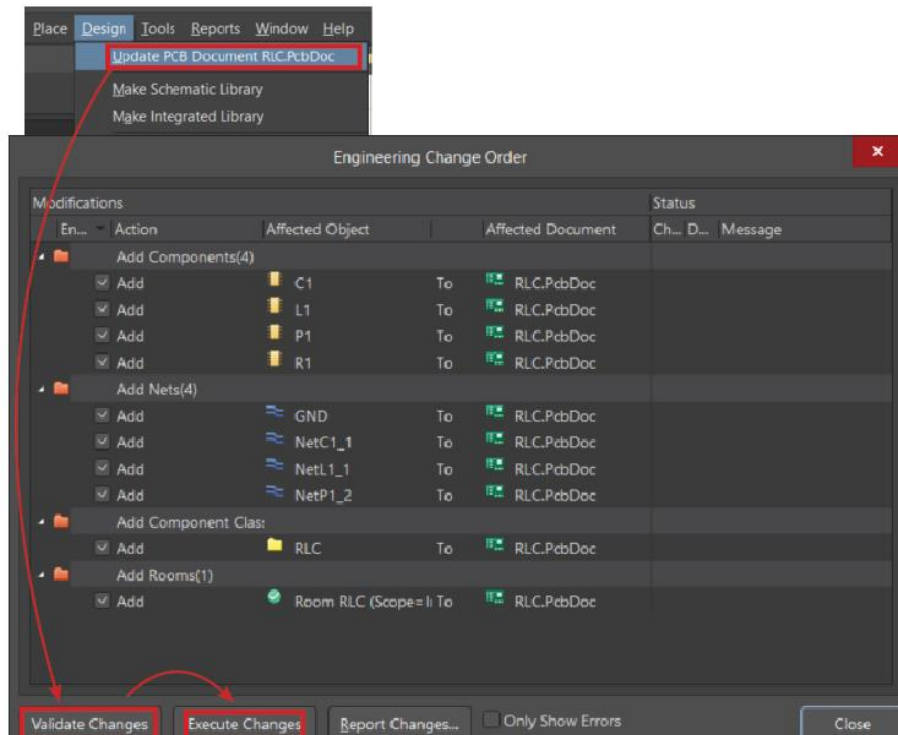 Place Design Tools Reports Window Help
Update PCB Document RLC.PcbDoc
Make Schematic Library
Make Integrated Library
Engineering Change Order
Modifications Status
En... Action Affected Object Affected Document Ch... D... Message
Add Components(4)
Add C1 To RLC.PcbDoc
Add L1 To RLC.PcbDoc
Add P1 To RLC.PcbDoc
Add R1 To RLC.PcbDoc
Add Nets(4)
Add GND To RLC.PcbDoc
Add NetC1_1 To RLC.PcbDoc
Add NetL1_1 To RLC.PcbDoc
Add NetP1_2 To RLC.PcbDoc
Add Component Clas
Add RLC To RLC.PcbDoc
Add Rooms(1)
Add Room RLC (Scope=I To RLC.PcbDoc
Validate Changes Execute Changes Report Changes... Only Show Errors Close